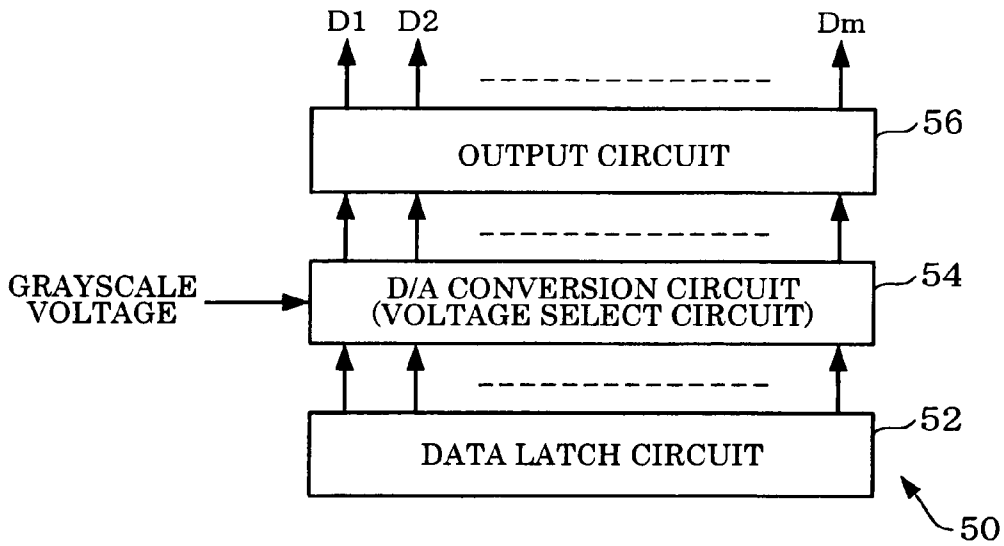 D1 D2 Dm
56
OUTPUT CIRCUIT
54
GRAYSCALE
VOLTAGE
D/A CONVERSION CIRCUIT
(VOLTAGE SELECT CIRCUIT)
52
DATA LATCH CIRCUIT
50